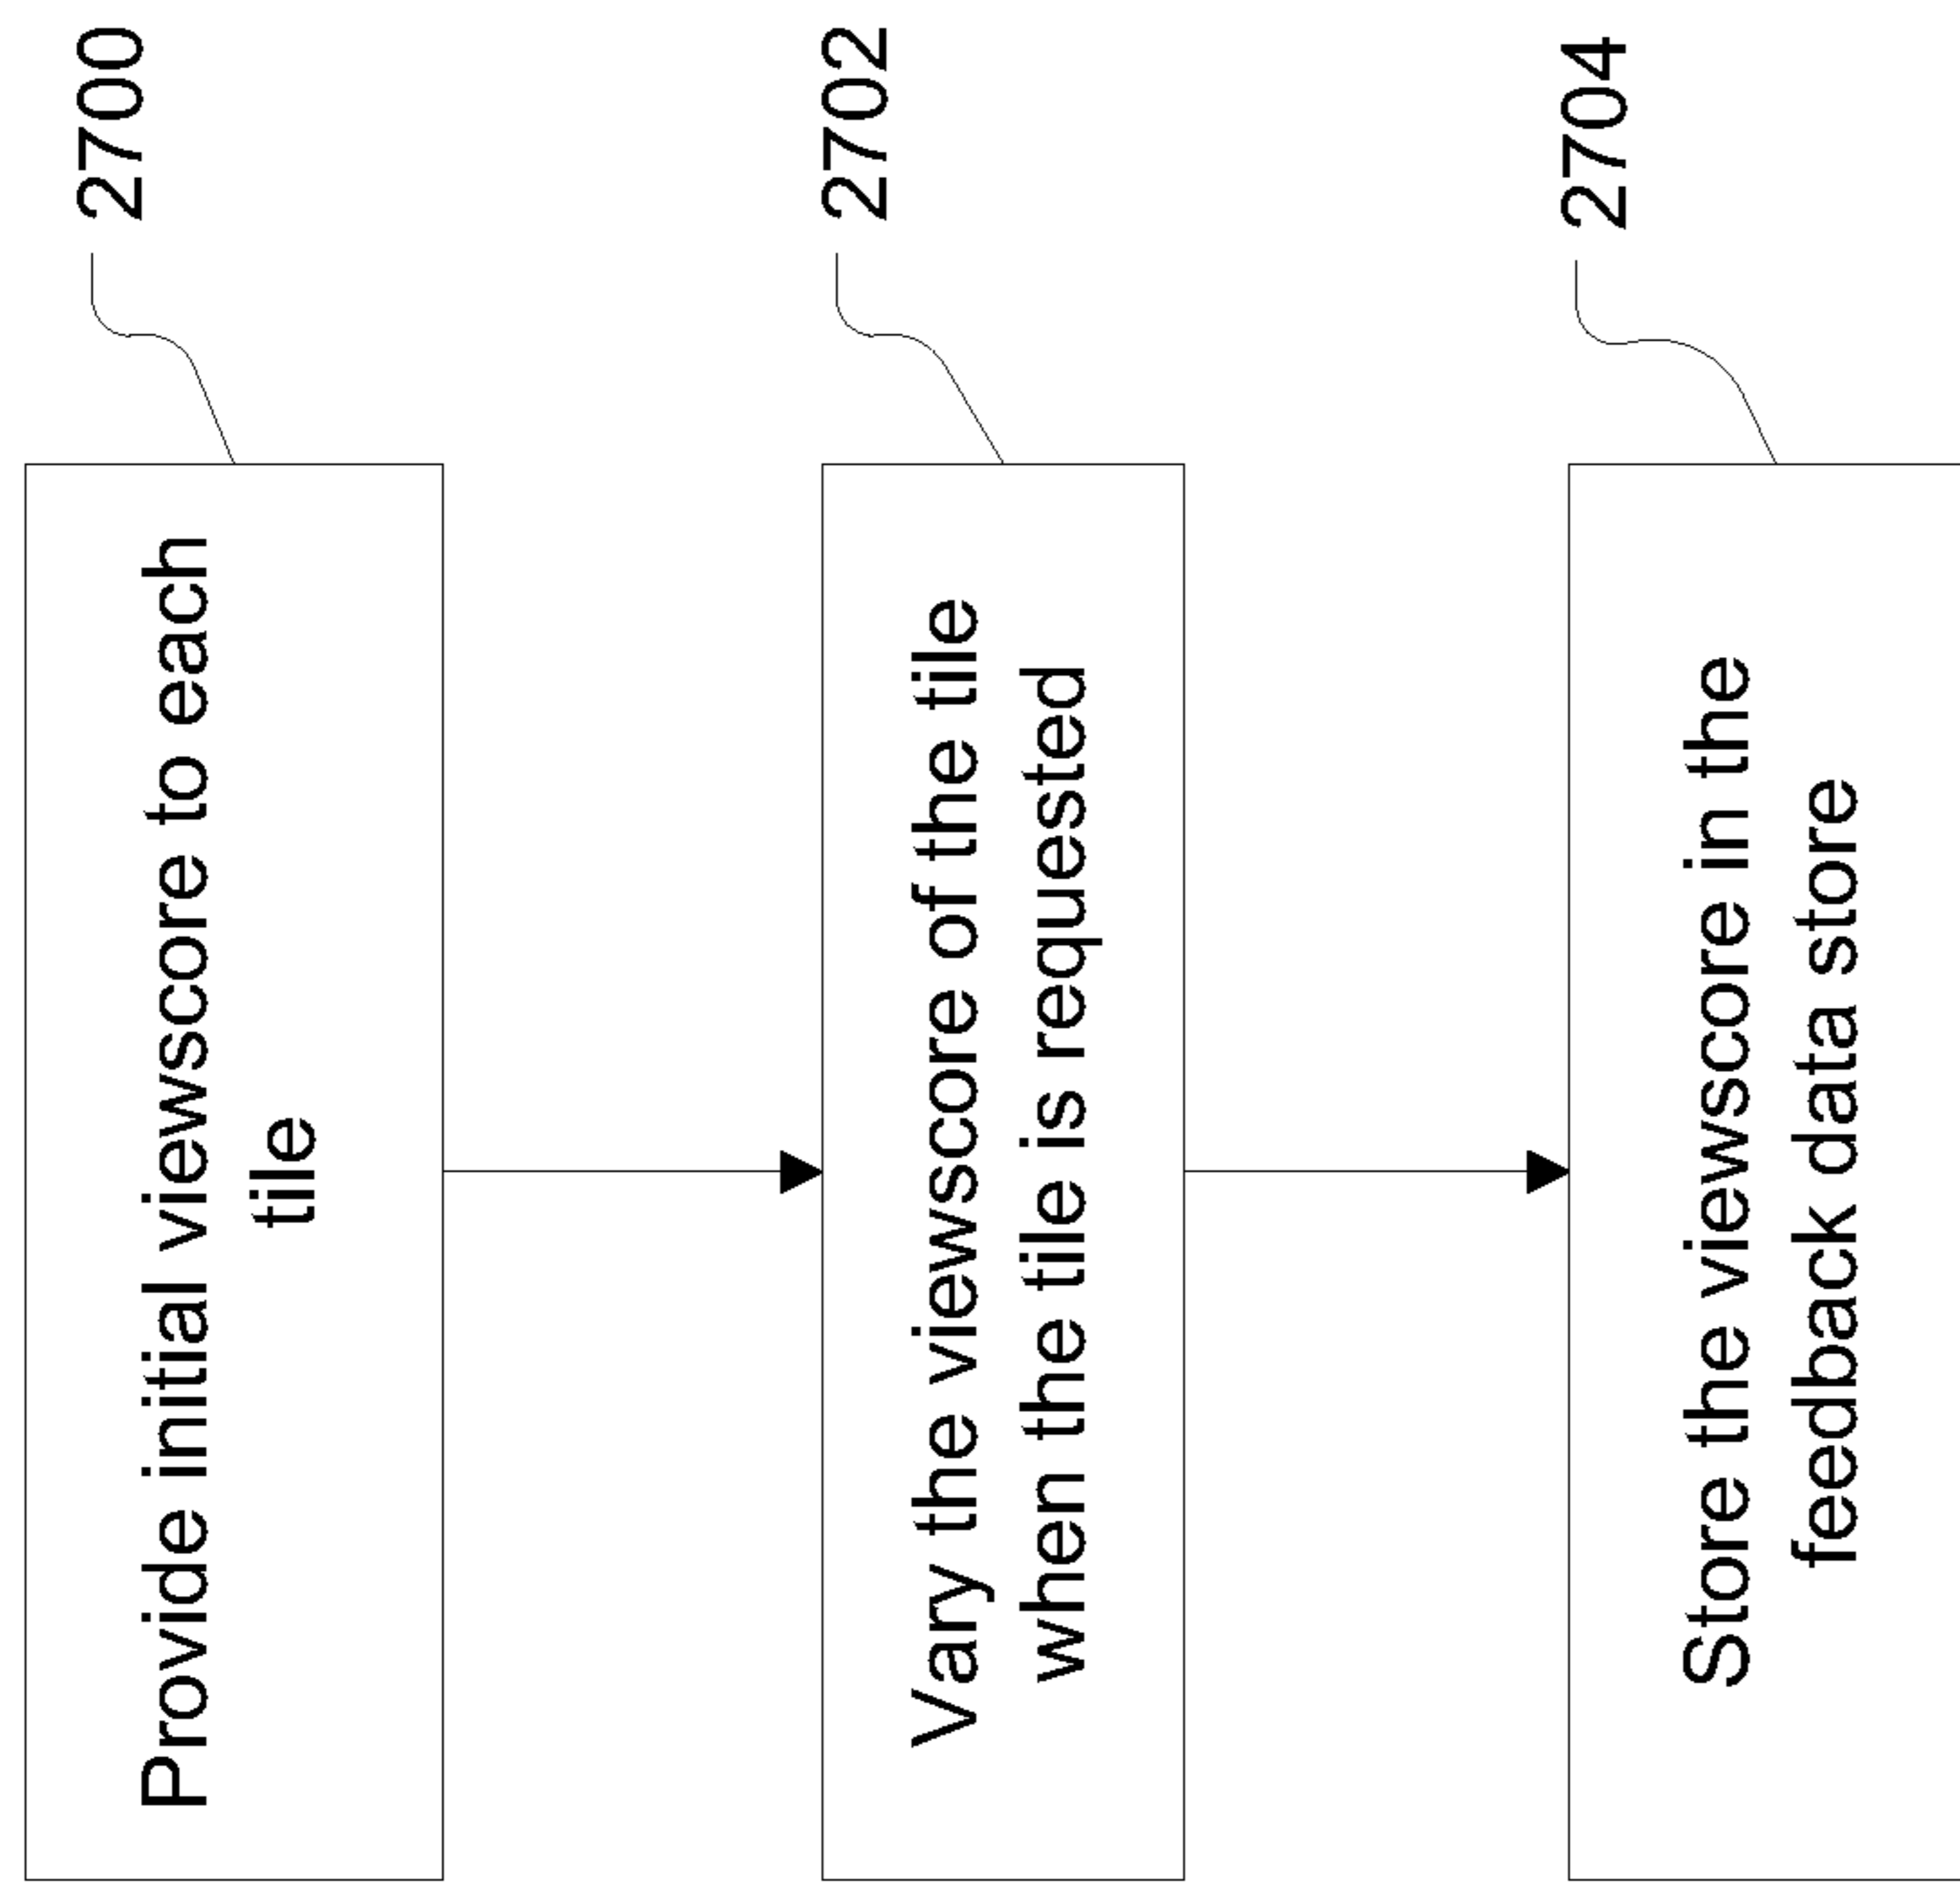 2700
Provide initial viewscore to each
tile
2702
Vary the viewscore of the tile
when the tile is requested
2704
Store the viewscore in the
feedback data store